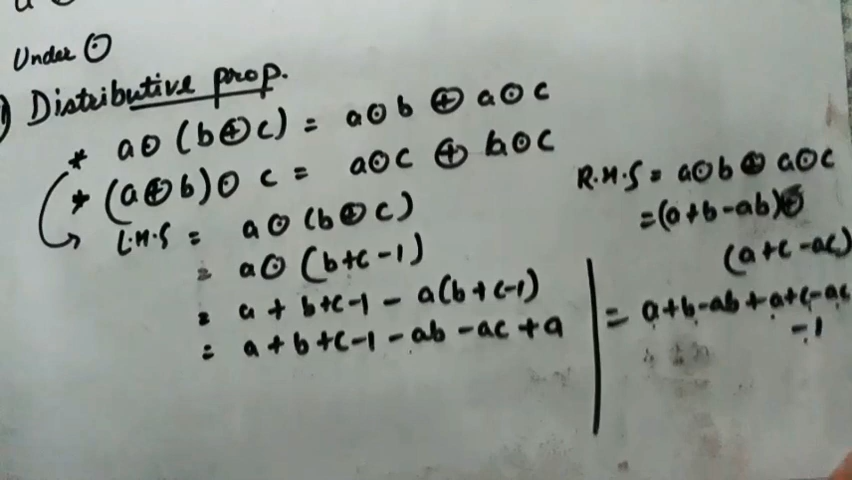 Under ⊙
Distributive prop.
* a⊙(b⊕c) = a⊙b ⊕ a⊙c
* (a⊕b)⊙ c = a⊙c ⊕ b⊙c
L.H.S = a⊙(b⊕c)
= a⊙(b+c-1)
= a + b+c-1 - a(b+c-1)
= a+b+c-1-ab-ac+a
R.H.S = a⊙b ⊕ a⊙c
=(a+b-ab)⊕
(a+c-ac)
= a+b-ab+a+c-ac
-1